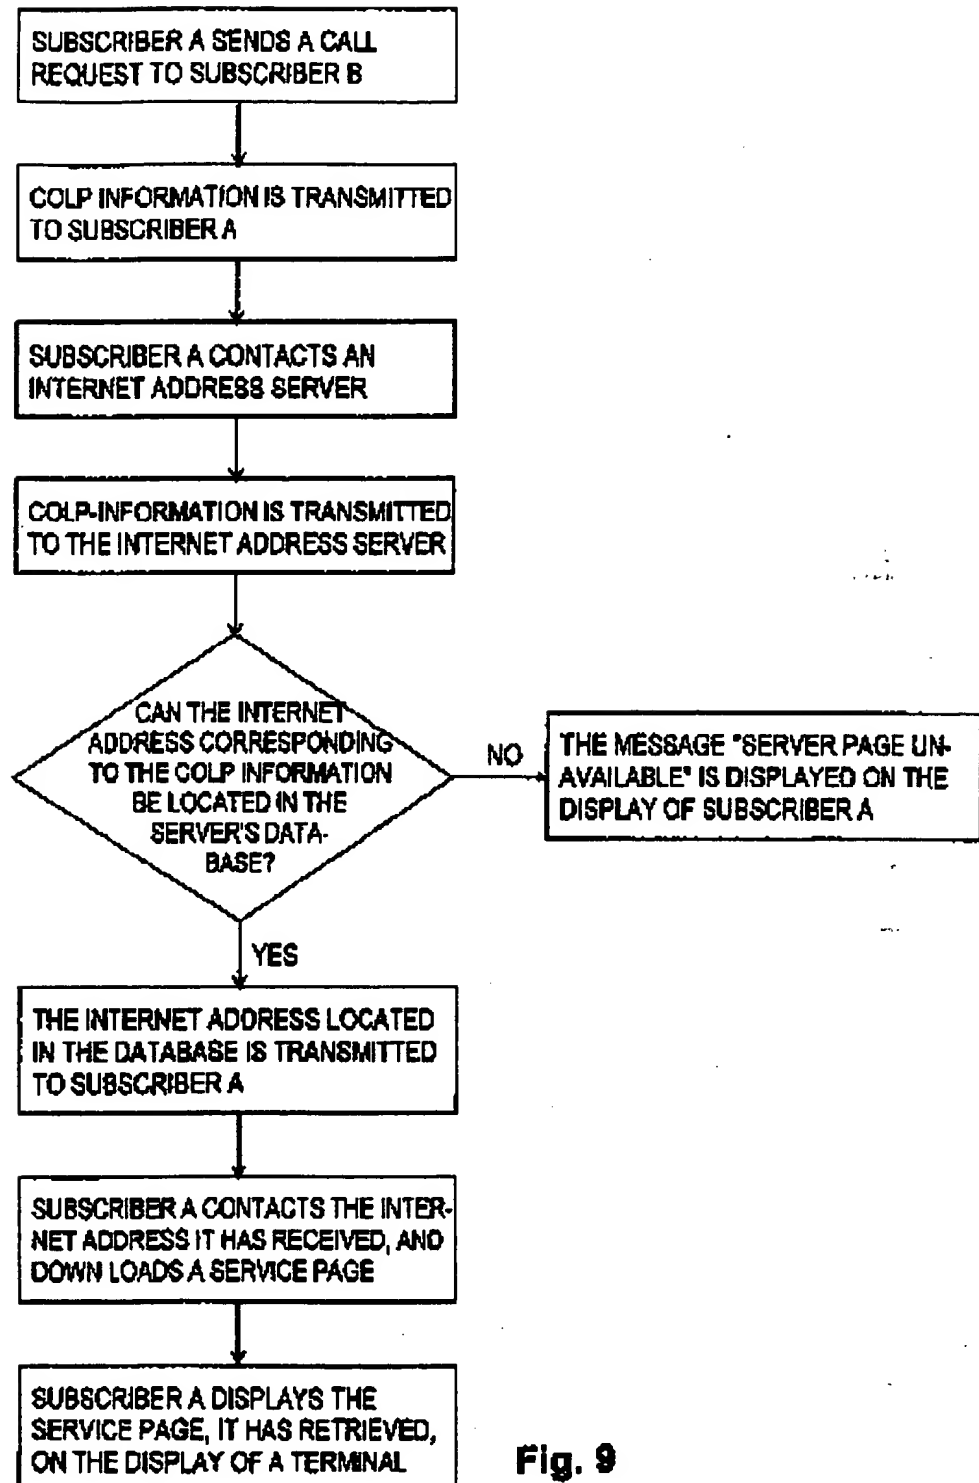 SUBSCRIBER A SENDS A CALL
REQUEST TO SUBSCRIBER B
COLP INFORMATION IS TRANSMITTED
TO SUBSCRIBER A
SUBSCRIBER A CONTACTS AN
INTERNET ADDRESS SERVER
COLP-INFORMATION IS TRANSMITTED
TO THE INTERNET ADDRESS SERVER
CAN THE INTERNET
ADDRESS CORRESPONDING
TO THE COLP INFORMATION
BE LOCATED IN THE
SERVER'S DATA-
BASE?
NO
THE MESSAGE "SERVER PAGE UN-
AVAILABLE" IS DISPLAYED ON THE
DISPLAY OF SUBSCRIBER A
YES
THE INTERNET ADDRESS LOCATED
IN THE DATABASE IS TRANSMITTED
TO SUBSCRIBER A
SUBSCRIBER A CONTACTS THE INTER-
NET ADDRESS IT HAS RECEIVED, AND
DOWN LOADS A SERVICE PAGE
SUBSCRIBER A DISPLAYS THE
SERVICE PAGE, IT HAS RETRIEVED,
ON THE DISPLAY OF A TERMINAL
Fig. 9